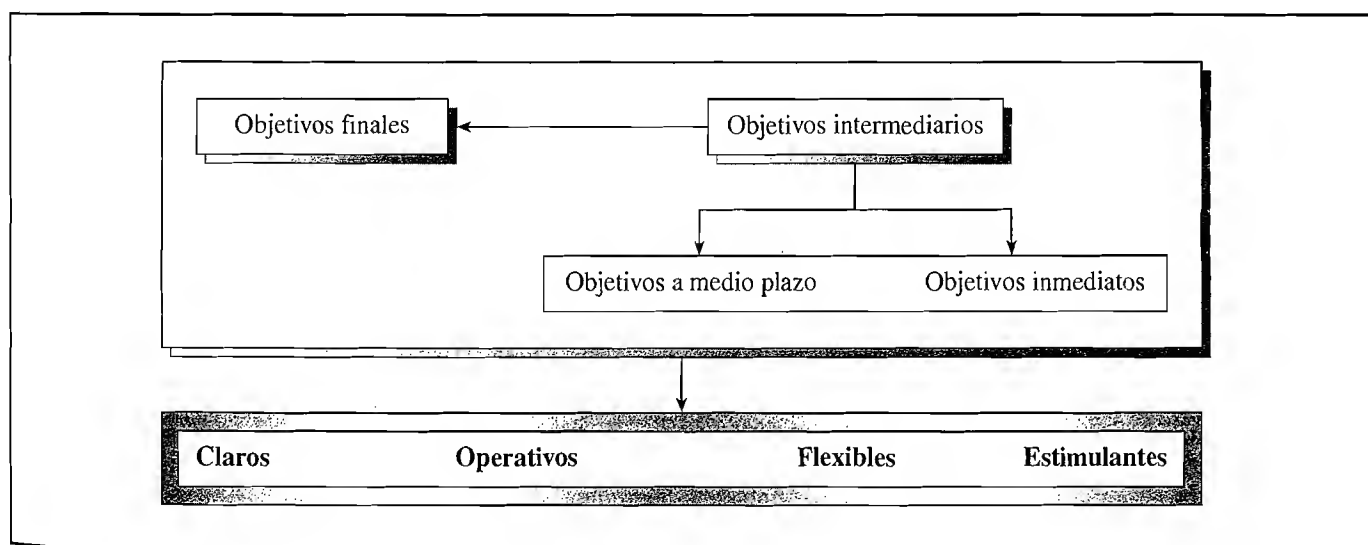 Objetivos finales
Objetivos intermediarios
Objetivos a medio plazo
Objetivos inmediatos
Claros
Operativos
Flexibles
Estimulantes